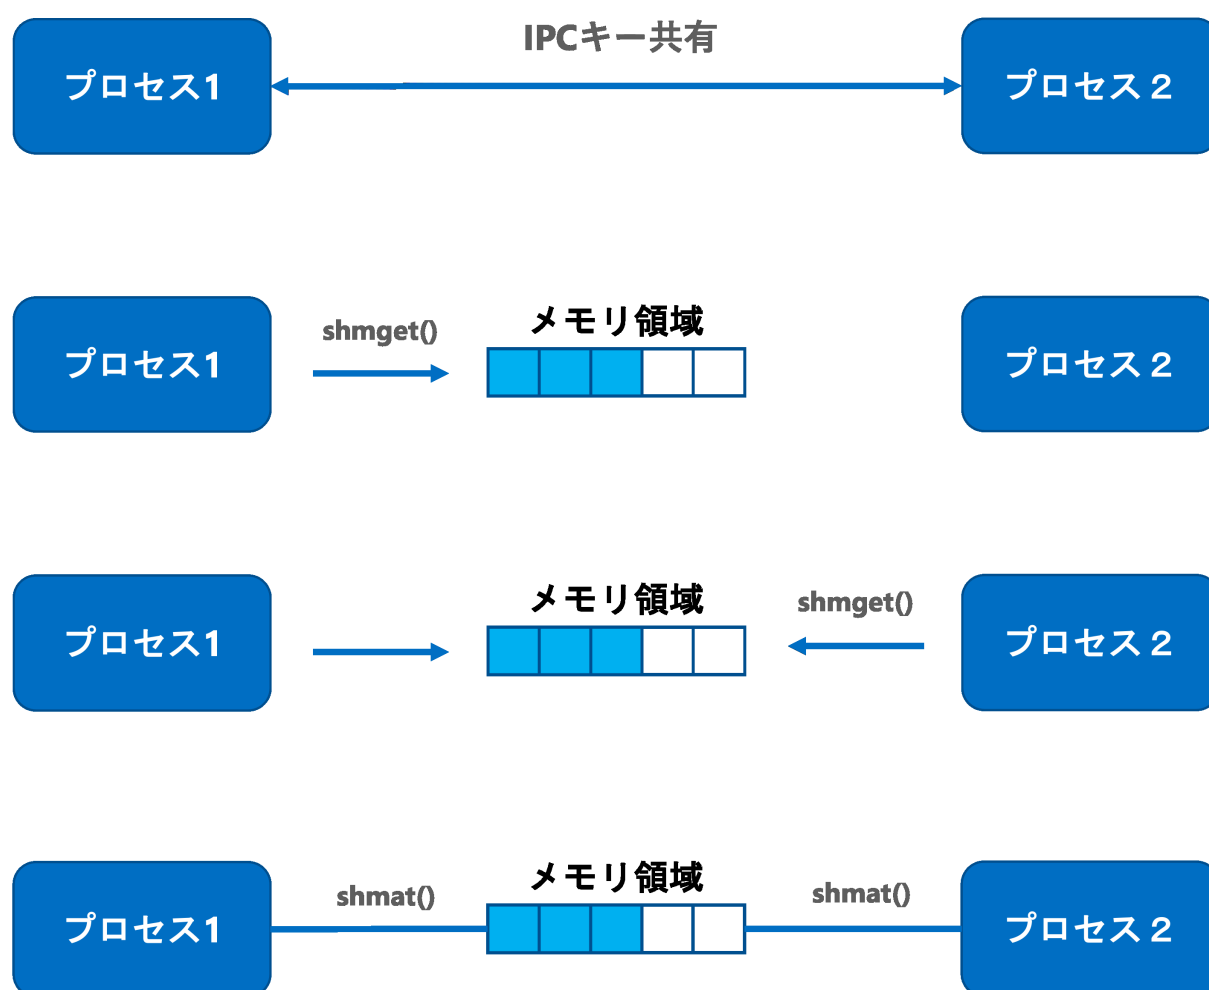 IPCキー共有
プロセス1
プロセス２
メモリ領域
shmget()
プロセス1
プロセス２
メモリ領域
shmget()
プロセス1
プロセス２
メモリ領域
shmat()
shmat()
プロセス1
プロセス２